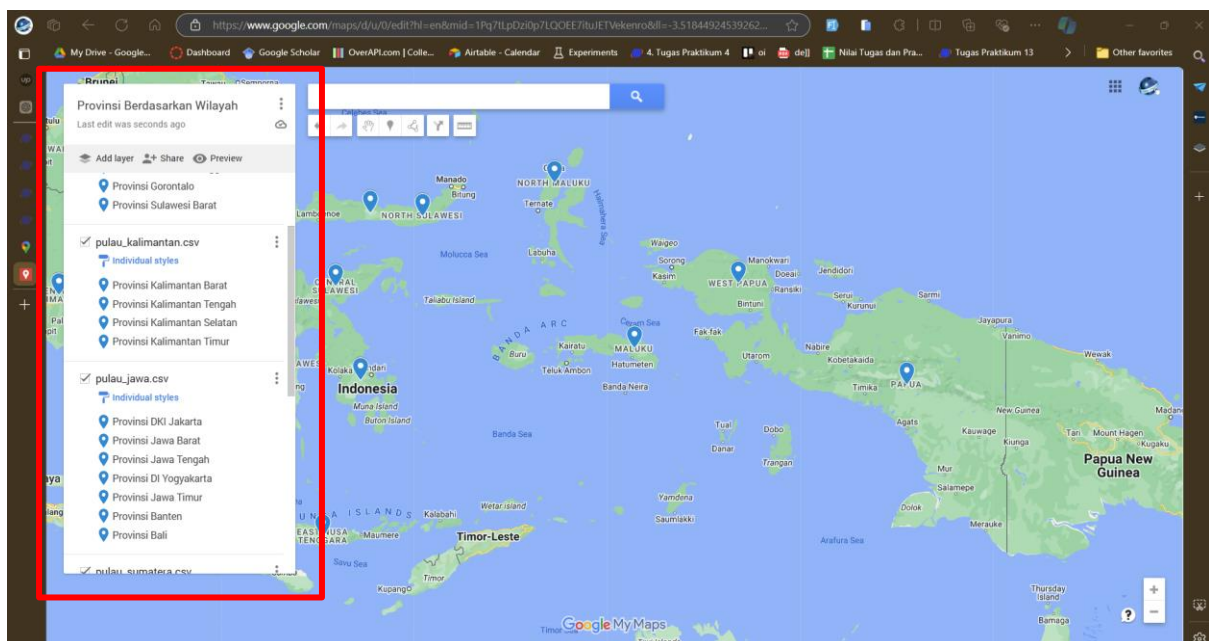 https://www.google.com/maps/d/u/0/edit?hl=en&mid=1Pq7tLpDzi0p7LQOEE7ituJETVekenro&ll=-3.51844924539262...
My Drive - Google...
Dashboard
Google Scholar
OverAPI.com | Colle...
Airtable - Calendar
Experiments
4. Tugas Praktikum 4
oi
de[]
Nilai Tugas dan Pra...
Tugas Praktikum 13
Other favorites
Provinsi Berdasarkan Wilayah
Last edit was seconds ago
Add layer
Share
Preview
Provinsi Gorontalo
Provinsi Sulawesi Barat
pulau_kalimantan.csv
Individual styles
Provinsi Kalimantan Barat
Provinsi Kalimantan Tengah
Provinsi Kalimantan Selatan
Provinsi Kalimantan Timur
pulau_jawa.csv
Individual styles
Provinsi DKI Jakarta
Provinsi Jawa Barat
Provinsi Jawa Tengah
Provinsi DI Yogyakarta
Provinsi Jawa Timur
Provinsi Banten
Provinsi Bali
pulau_sumatera.csv
Brunei
Celebes Sea
Manado
Bitung
NORTH SULAWESI
NORTH MALUKU
Ternate
Halmahera Sea
Molucca Sea
Labuha
Waigeo
Sorong
Kasim
Manokwari
WEST PAPUA
Doeai
Ransiki
Bintuni
Jendidori
Serui
Kurunui
Sarmi
Jayapura
Vanimo
Wewak
Taliabu Island
BANDA ARC
Ceram Sea
Buru
Kairatu
MALUKU
Teluk Ambon
Hatumeten
Fak fak
Utarom
Nabire
Kobetakaida
Kolaka
Indonesia
Banda Neira
Timika
PAPUA
Muna Island
Buton Island
Banda Sea
Tual
Dobo
Danar
Trangan
Agats
New Guinea
Kauwage
Kiunga
Tari
Mount Hagen
Kugaku
Papua New
Guinea
Mur
Salamepe
Yamdena
Saumlakki
Dolok
Merauke
Kalabahi
Wetar island
EAST NUSA
TENGGARA
Maumere
Timor-Leste
Arafura Sea
Savu Sea
Kupang
Timor
Thursday
Island
Bamaga
Google My Maps